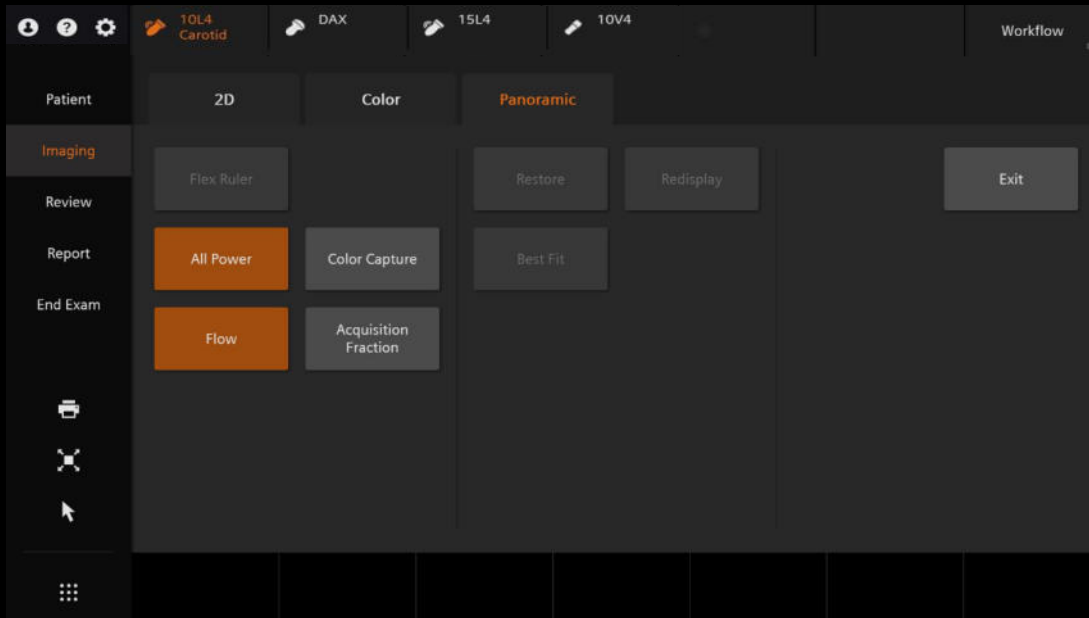 10L4
Carotid
DAX
15L4
10V4
Workflow
Patient
Imaging
Review
Report
End Exam
2D
Color
Panoramic
Flex Ruler
Restore
Redisplay
Exit
All Power
Color Capture
Best Fit
Flow
Acquisition
Fraction